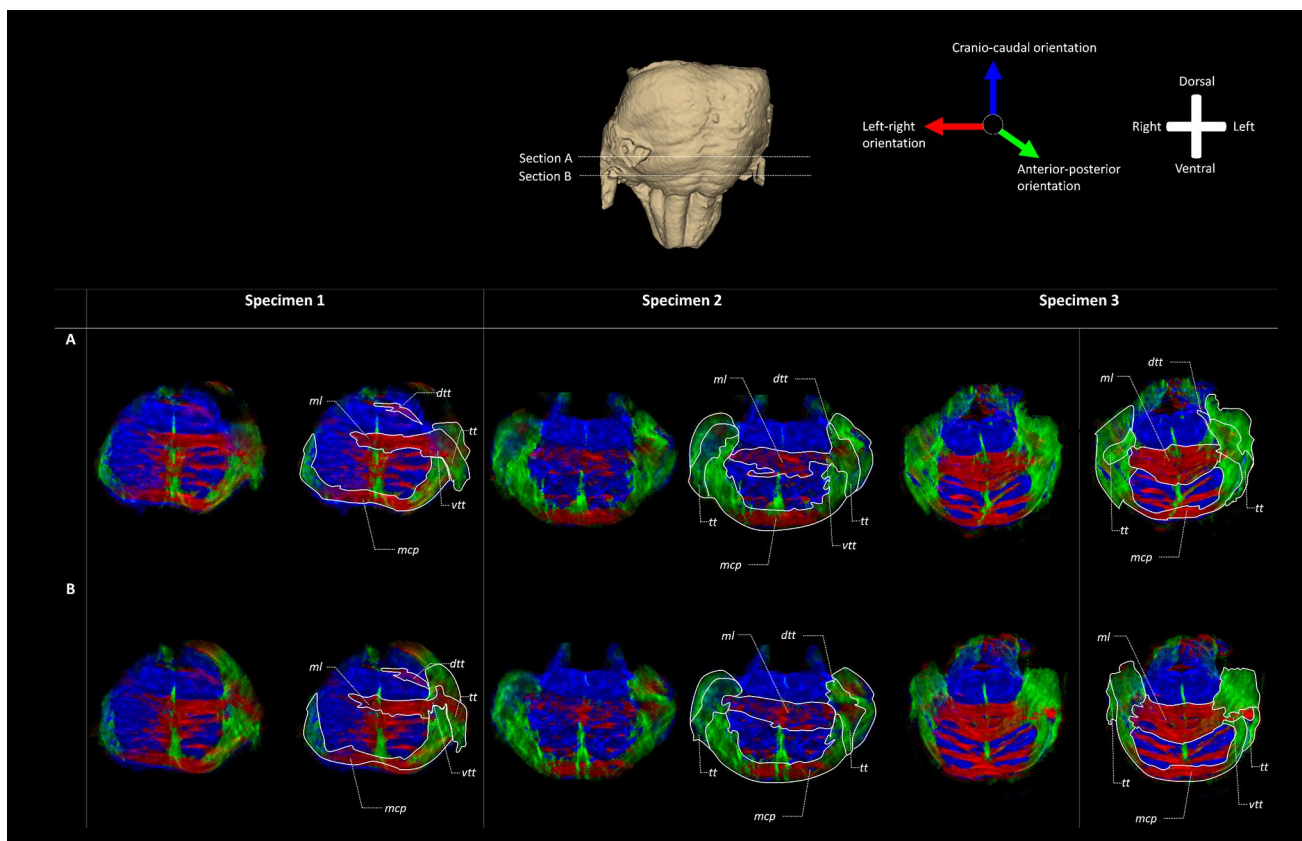 Cranio-caudal orientation
Dorsal
Left-right
orientation
Right
Left
Section A
Section B
Anterior-posterior
orientation
Ventral
Specimen 1
Specimen 2
Specimen 3
A
ml
dtt
tt
vtt
mcp
ml
dtt
tt
tt
vtt
mcp
ml
dtt
tt
tt
mcp
B
ml
dtt
tt
vtt
mcp
ml
dtt
tt
tt
mcp
ml
tt
tt
vtt
mcp